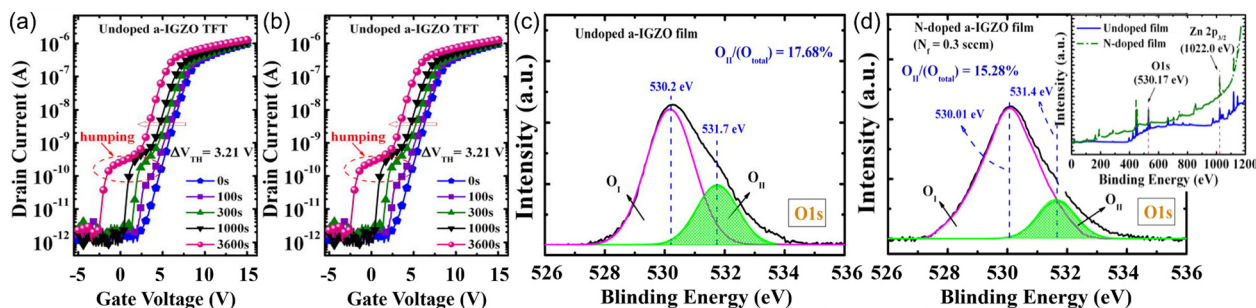 (a)
Undoped a-IGZO TFT
10⁻⁶
10⁻⁷
10⁻⁸
10⁻⁹
10⁻¹⁰
10⁻¹¹
10⁻¹²
Drain Current (A)
humping
ΔV_TH = 3.21 V
0s
100s
300s
1000s
3600s
-5 0 5 10 15
Gate Voltage (V)
(b)
Undoped a-IGZO TFT
10⁻⁶
10⁻⁷
10⁻⁸
10⁻⁹
10⁻¹⁰
10⁻¹¹
10⁻¹²
Drain Current (A)
humping
ΔV_TH = 3.21 V
0s
100s
300s
1000s
3600s
-5 0 5 10 15
Gate Voltage (V)
(c)
Undoped a-IGZO film
O_II/(O_total) = 17.68%
530.2 eV
531.7 eV
O_I
O_II
O1s
Intensity (a.u.)
526 528 530 532 534 536
Blinding Energy (eV)
(d)
N-doped a-IGZO film
(N_f = 0.3 sccm)
O_II/(O_total) = 15.28%
531.4 eV
530.01 eV
O_I
O_II
O1s
Intensity (a.u.)
526 528 530 532 534 536
Blinding Energy (eV)
Undoped film
N-doped film
Zn 2p₃/₂
(1022.0 eV)
O1s
(530.17 eV)
Intensity (a.u.)
0 200 400 600 800 1000 1200
Binding Energy (eV)